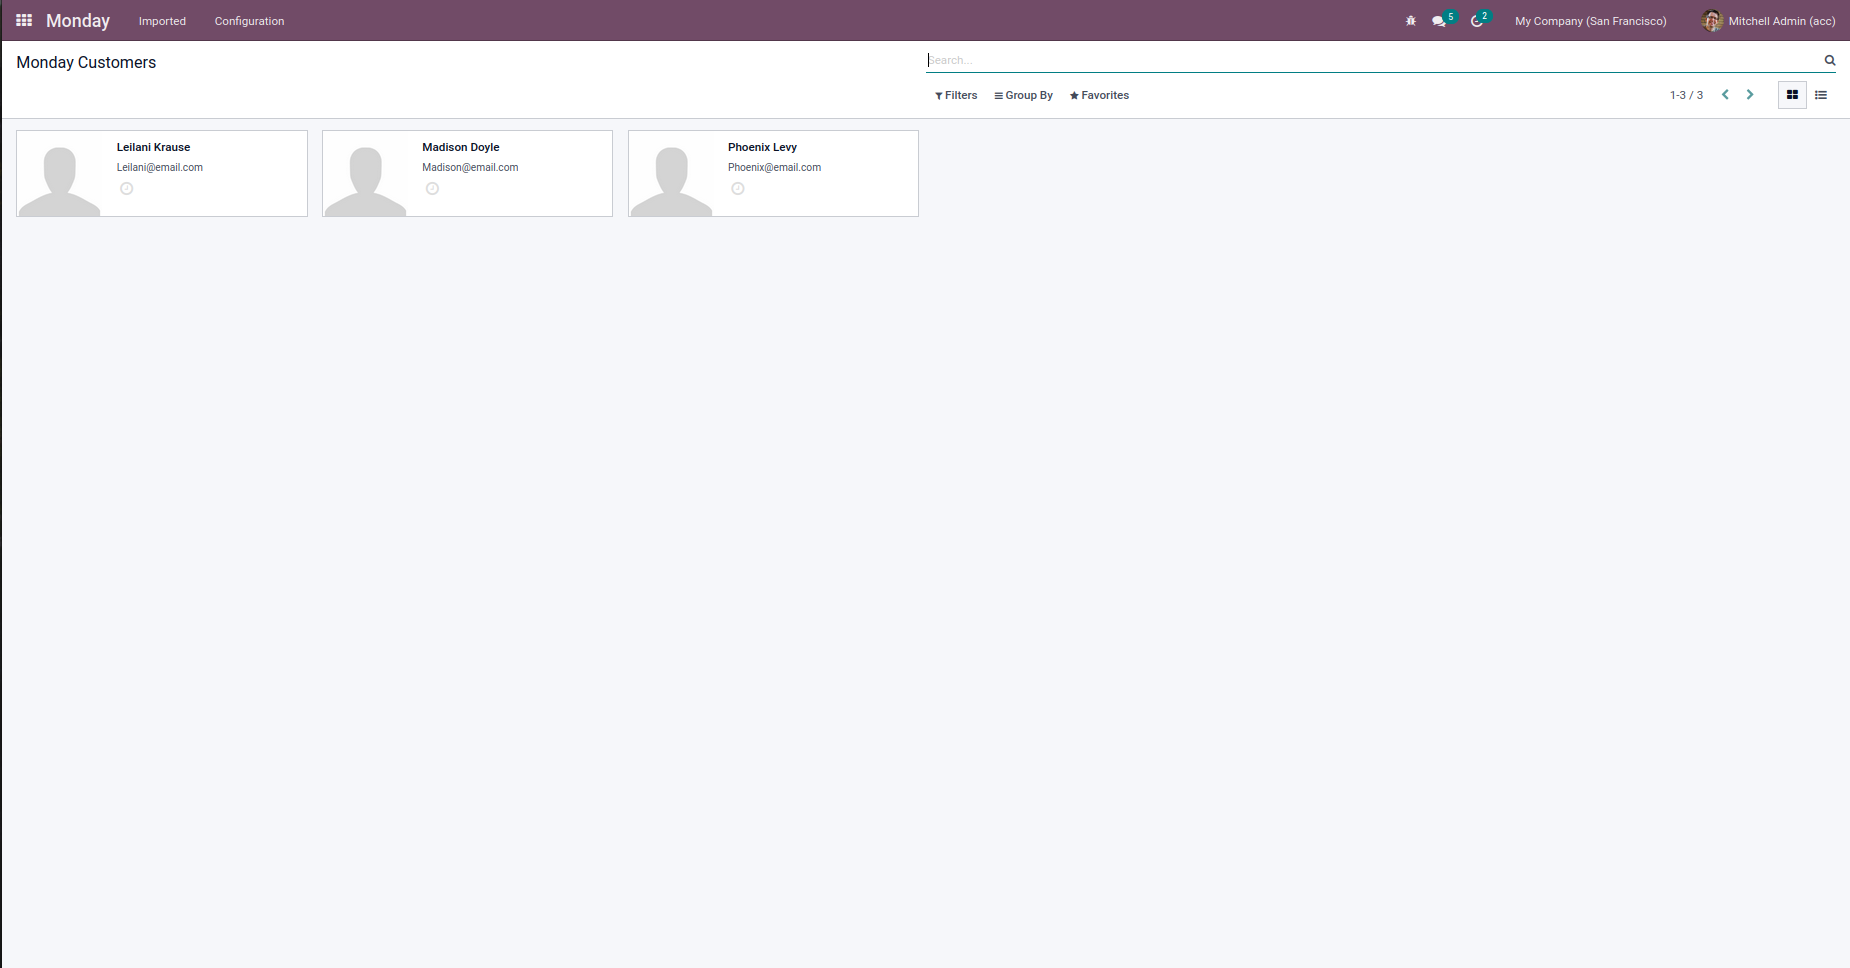 Monday Imported Configuration 5 2 My Company (San Francisco) Mitchell Admin (acc)
Monday Customers
Search...
Filters Group By Favorites 1-3 / 3
Leilani Krause
Leilani@email.com
Madison Doyle
Madison@email.com
Phoenix Levy
Phoenix@email.com